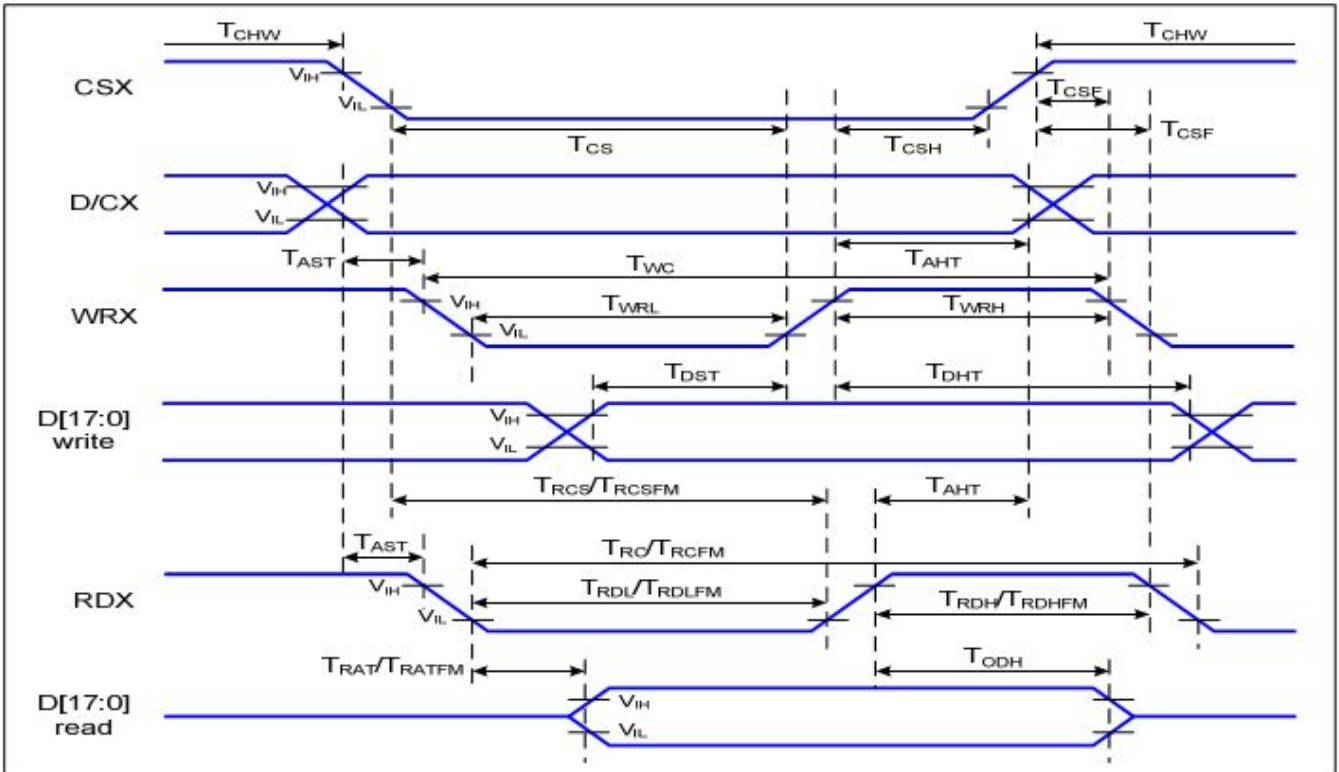 TCHW TCHW
CSX VIH
VIL
TCSF
TCS TCSH TCSF
D/CX VIH
VIL
TAST TWC TAHT
WRX VIH
TWRL TWRH
VIL
TDST TDHT
D[17:0]
write
VIH
VIL
TRCS/TRCSFM TAHT
TAST TRC/TRCFM
RDX VIH
TRDL/TRDLFM TRDH/TRDHFM
VIL
TRAT/TRATFM TODH
D[17:0]
read
VIH
VIL